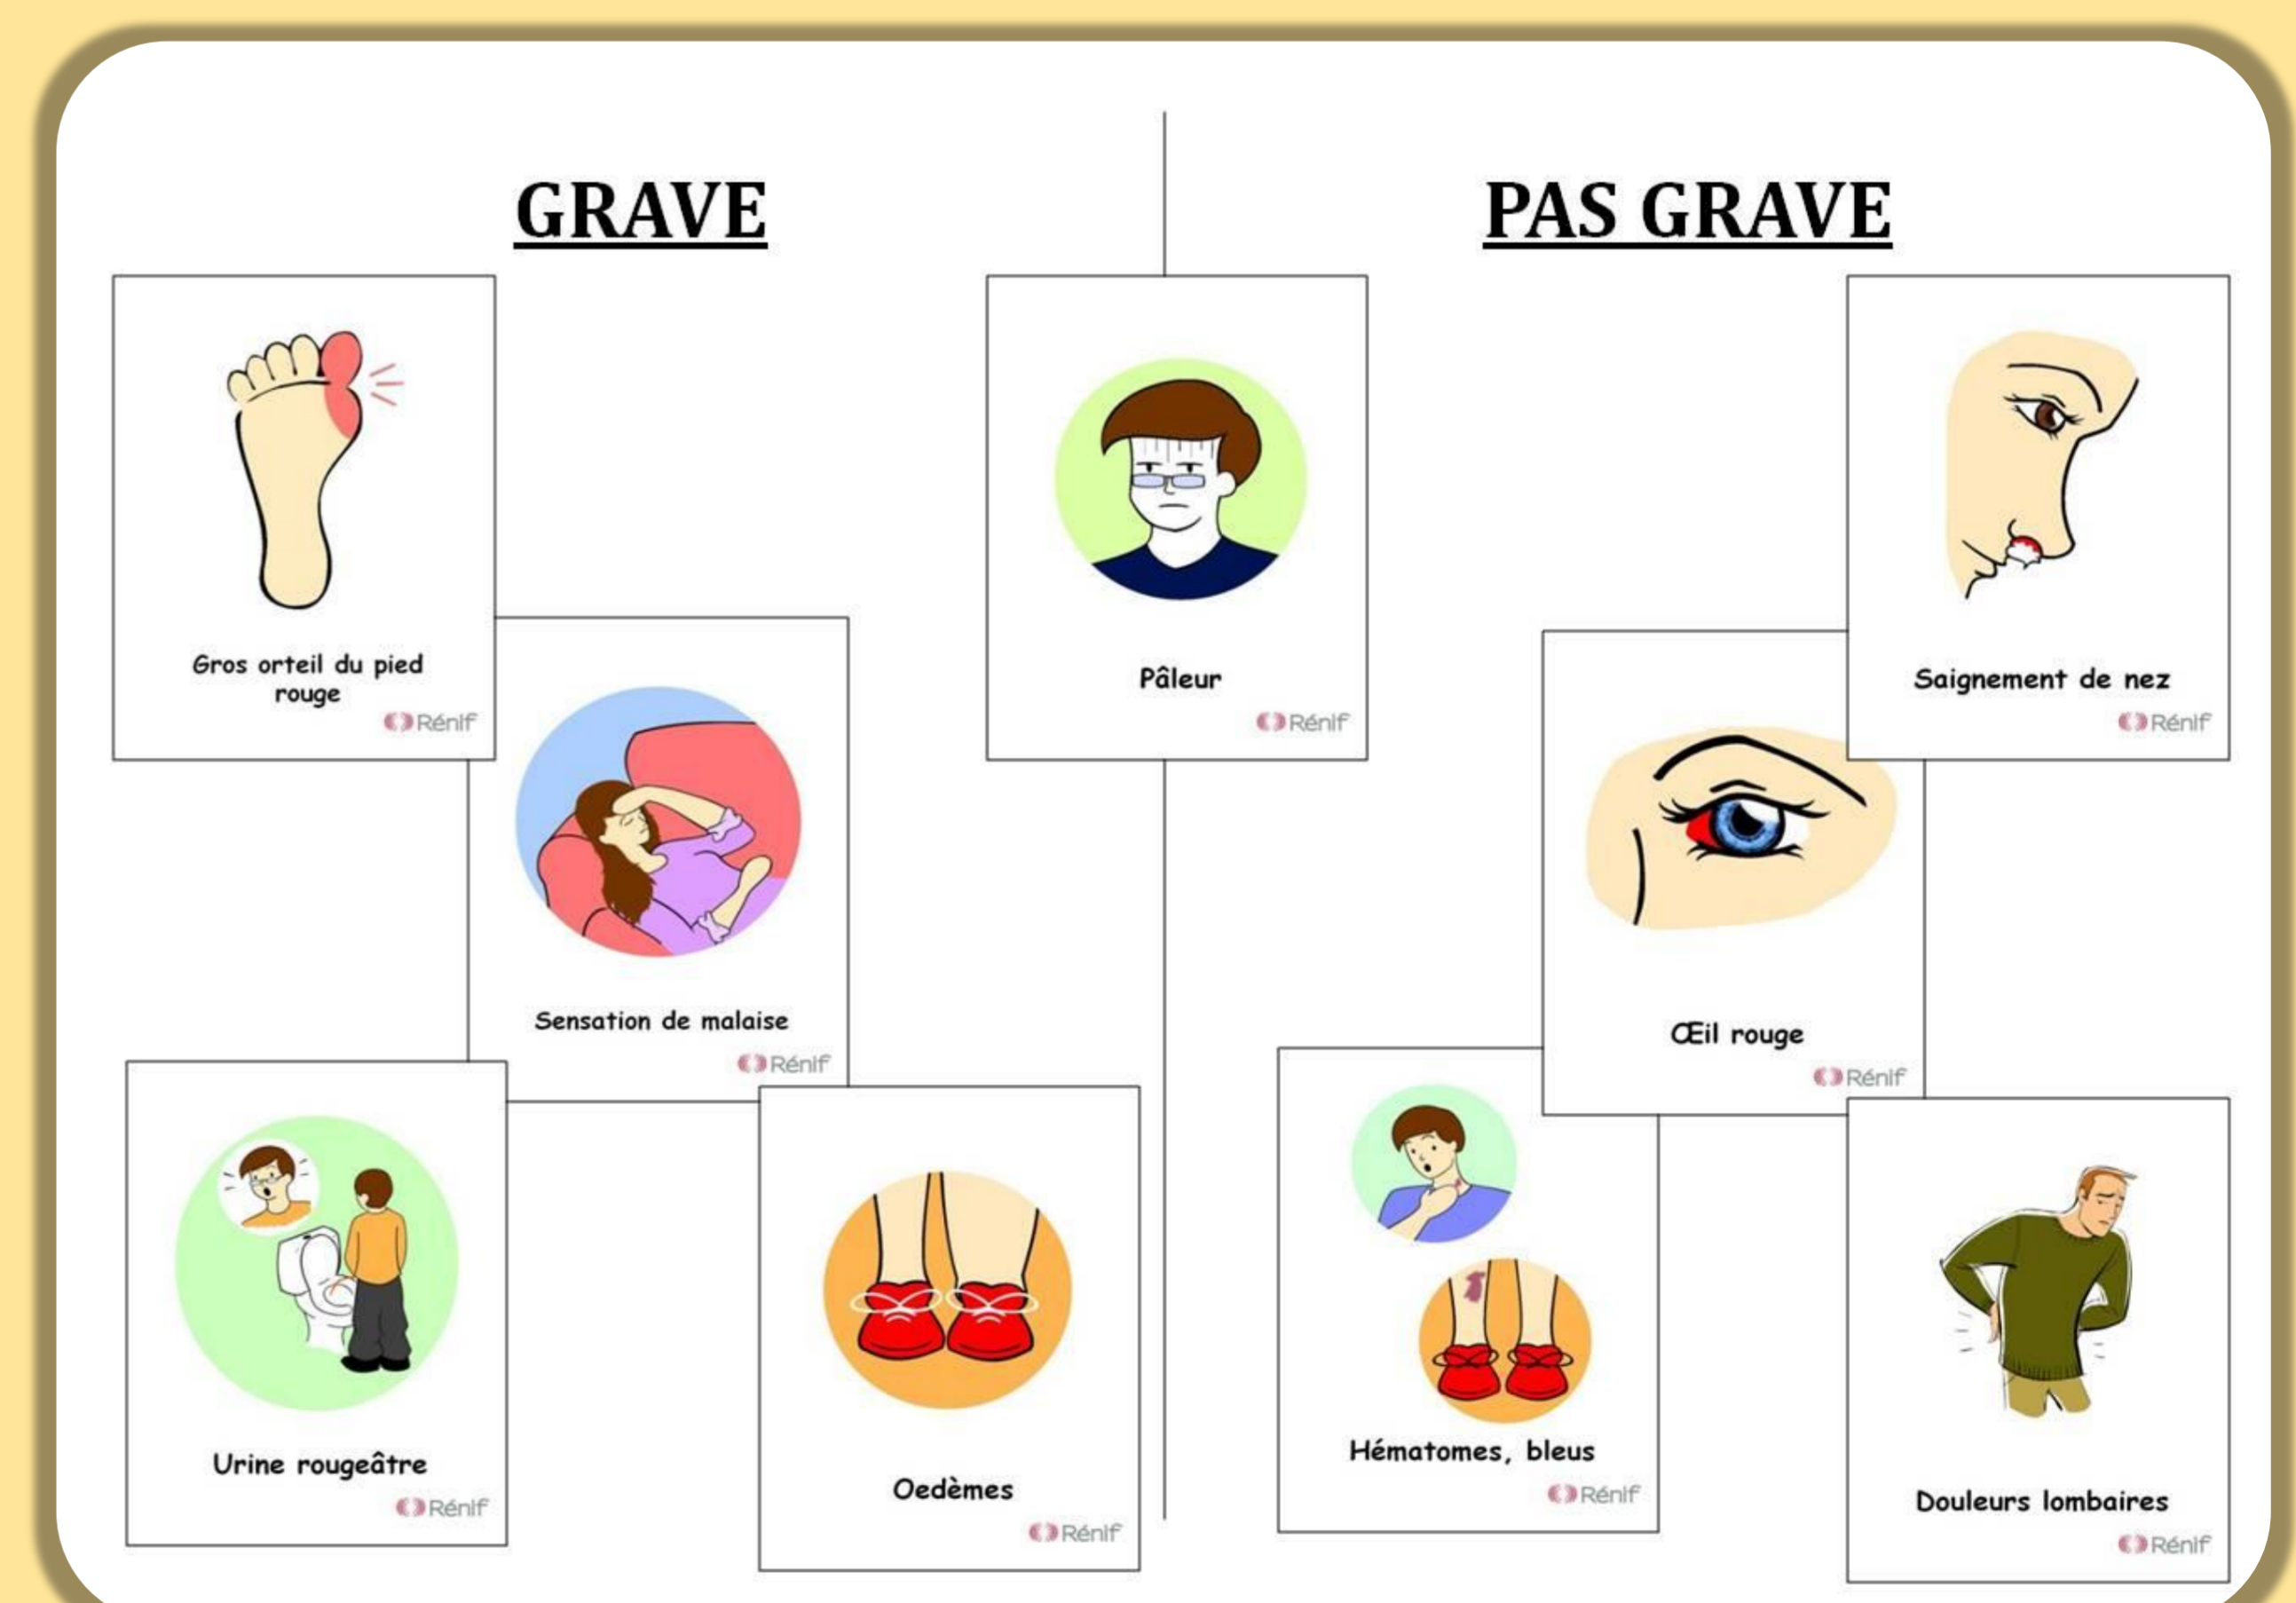 GRAVE
PAS GRAVE
Gros orteil du pied
rouge
Rénif
Pâleur
Rénif
Saignement de nez
Rénif
Sensation de malaise
Rénif
Œil rouge
Rénif
Urine rougeâtre
Rénif
Oedèmes
Rénif
Hématomes, bleus
Rénif
Douleurs lombaires
Rénif